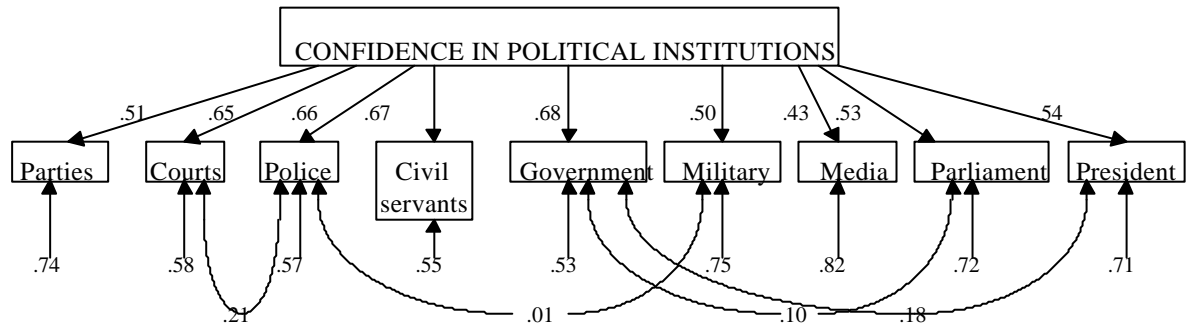 CONFIDENCE IN POLITICAL INSTITUTIONS
.51 .65 .66 .67 .68 .50 .43 .53 .54
Parties Courts Police Civil servants Government Military Media Parliament President
.74 .58 .57 .55 .53 .75 .82 .72 .71
.21 .01 .10 .18